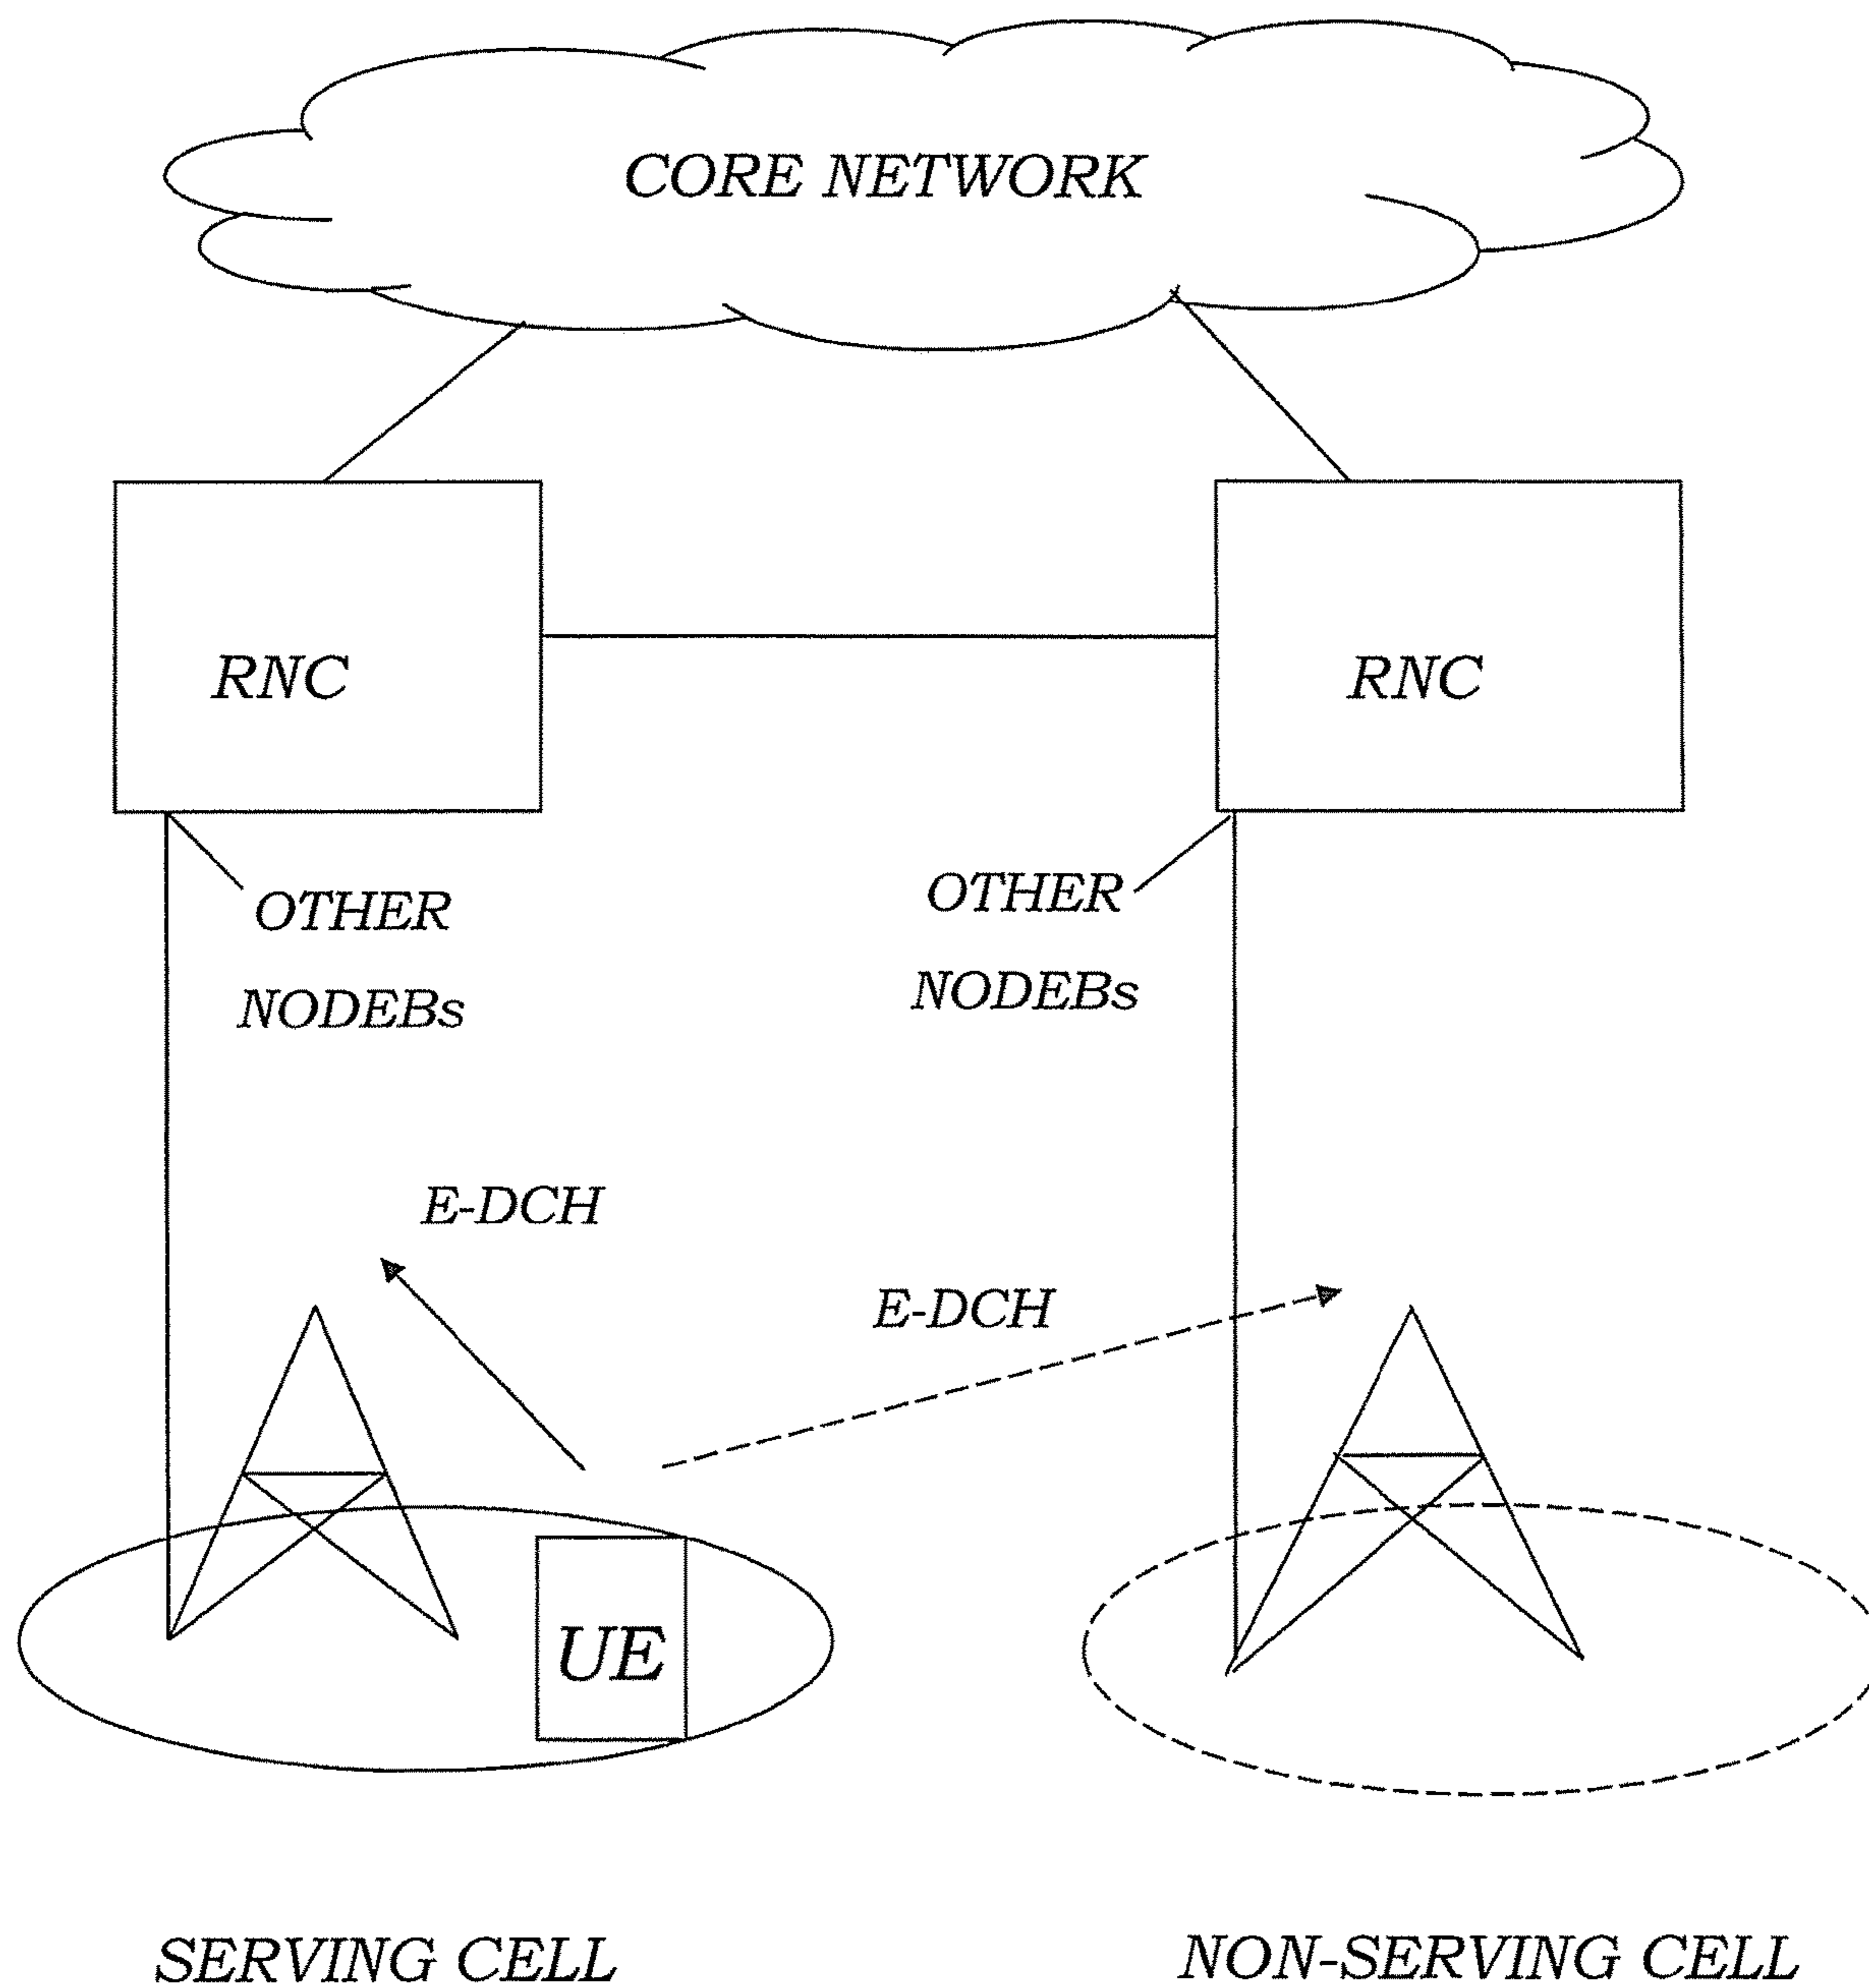 CORE NETWORK
RNC
RNC
OTHER
NODEBs
OTHER
NODEBs
E-DCH
E-DCH
UE
SERVING CELL
NON-SERVING CELL